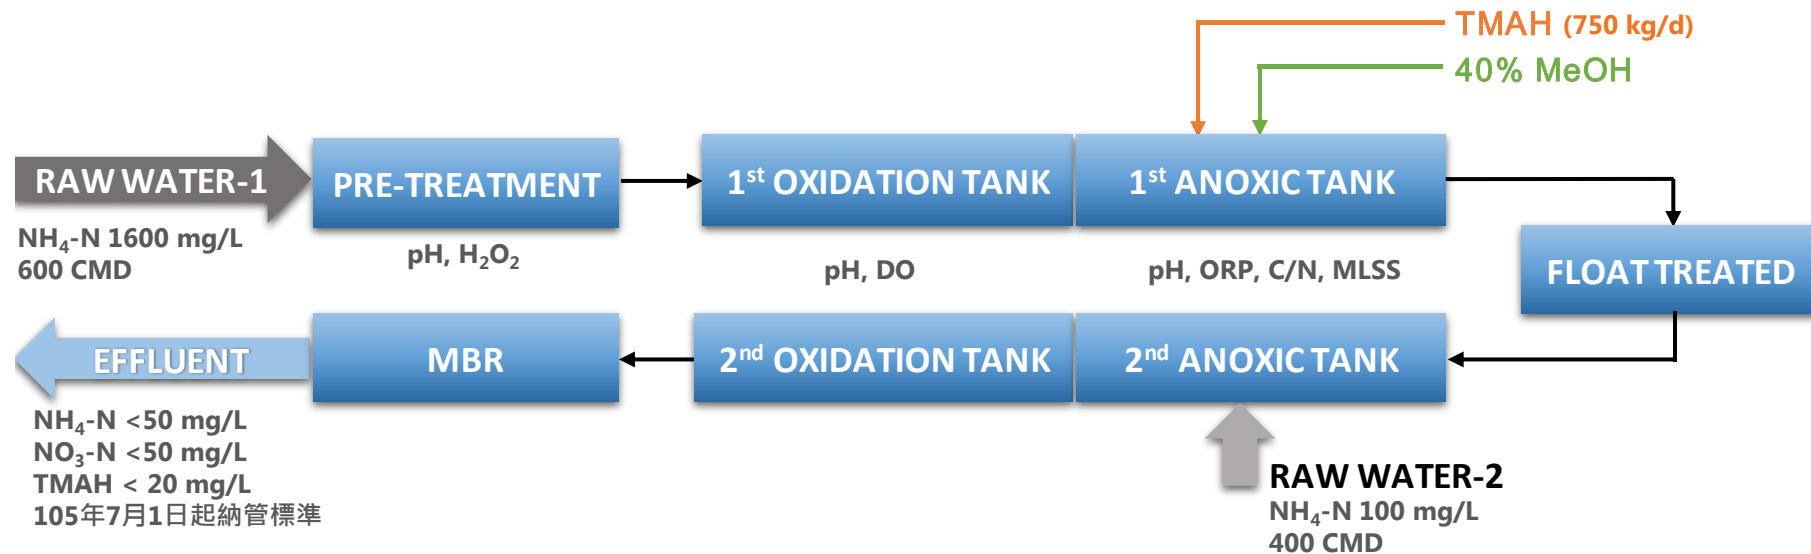 TMAH (750 kg/d)
40% MeOH
RAW WATER-1
PRE-TREATMENT
1st OXIDATION TANK
1st ANOXIC TANK
NH4-N 1600 mg/L
600 CMD
pH, H2O2
pH, DO
pH, ORP, C/N, MLSS
FLOAT TREATED
EFFLUENT
MBR
2nd OXIDATION TANK
2nd ANOXIC TANK
NH4-N <50 mg/L
NO3-N <50 mg/L
TMAH < 20 mg/L
105年7月1日起納管標準
RAW WATER-2
NH4-N 100 mg/L
400 CMD